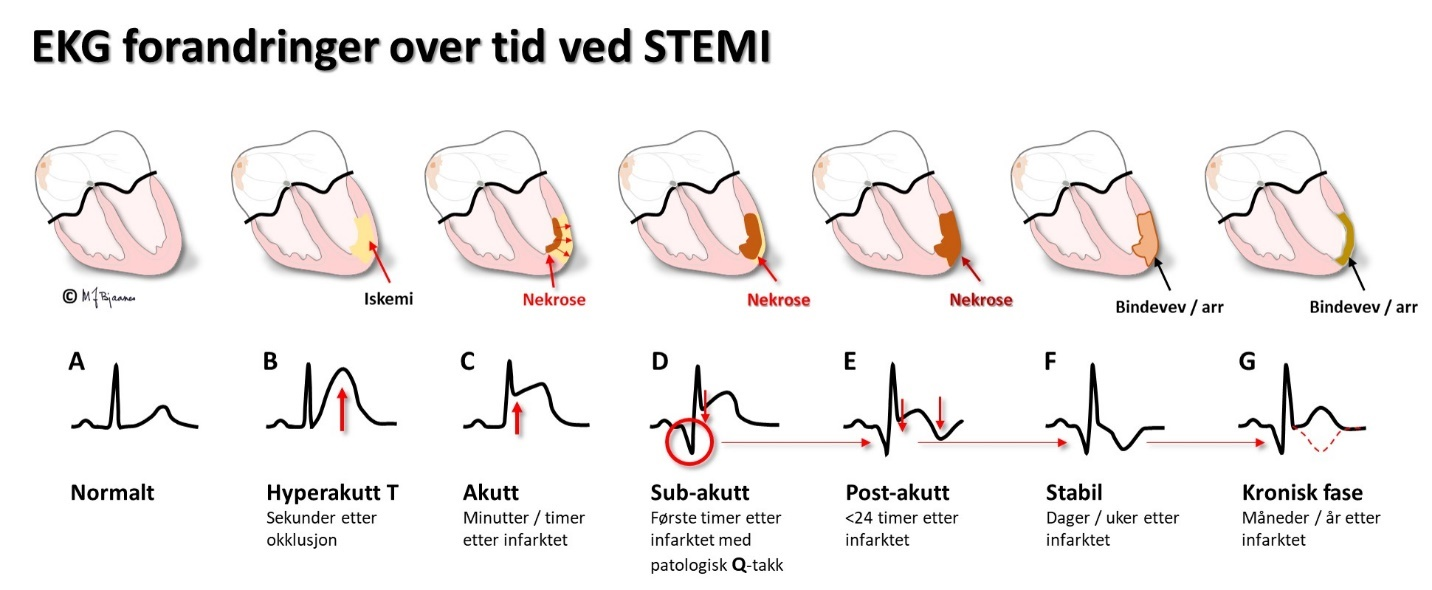 EKG forandringer over tid ved STEMI
© MJ Bjaanes
Iskemi
Nekrose
Nekrose
Nekrose
Bindevev / arr
Bindevev / arr
A
B
C
D
E
F
G
Normalt
Hyperakutt T
Sekunder etter
okklusjon
Akutt
Minutter / timer
etter infarktet
Sub-akutt
Første timer etter
infarktet med
patologisk Q-takk
Post-akutt
<24 timer etter
infarktet
Stabil
Dager / uker etter
infarktet
Kronisk fase
Måneder / år etter
infarktet